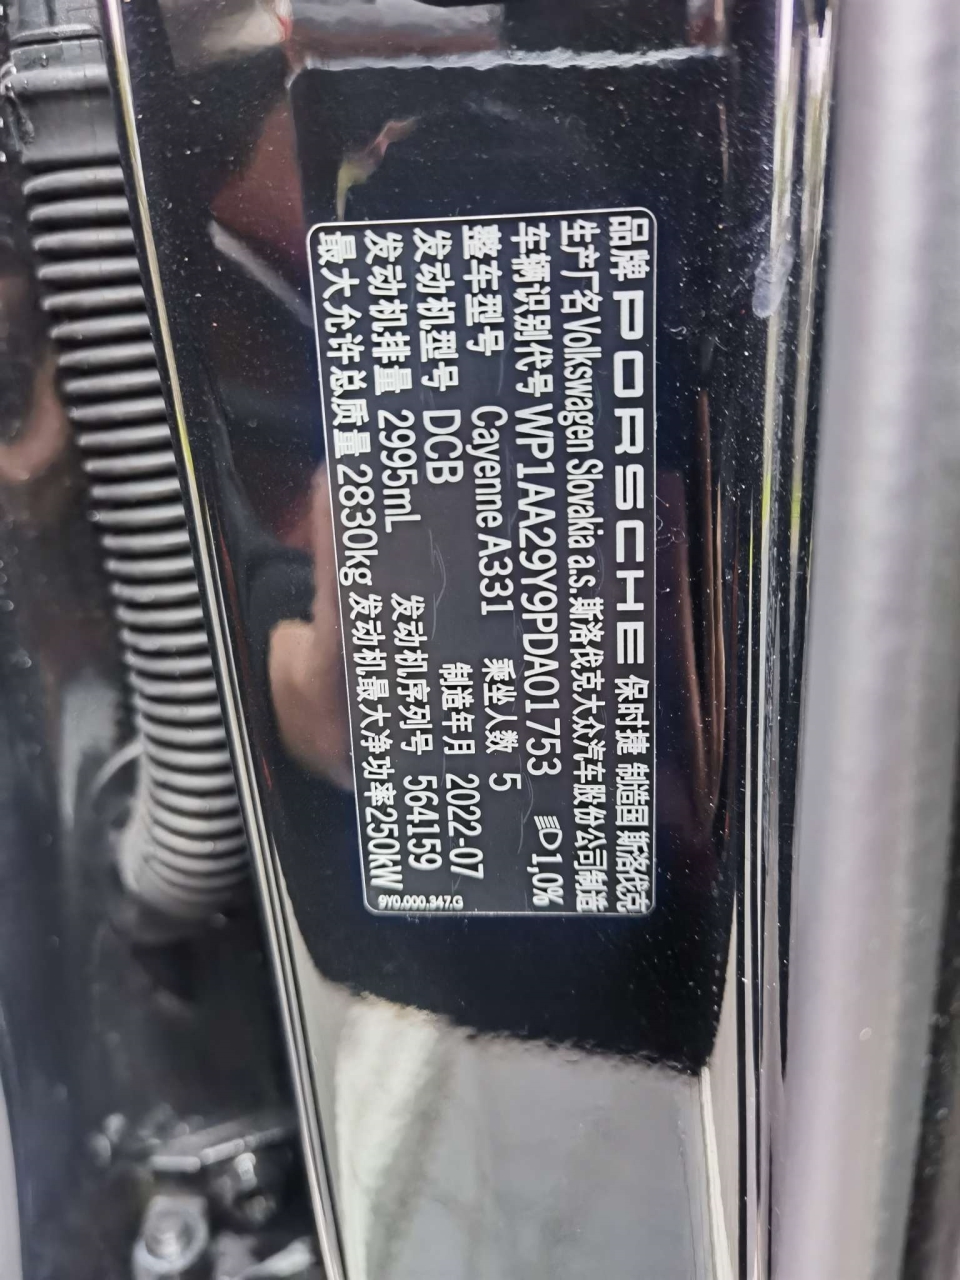 品牌 PORSCHE 保时捷 制造国 斯洛伐克
生产厂名 Volkswagen Slovakia a.s. 斯洛伐克大众汽车股份公司制造
车辆识别代号 WP1AA29Y9PDA01753 1,0%
整车型号 Cayenne A331 乘坐人数 5
发动机型号 DCB 制造年月 2022-07
发动机排量 2995mL 发动机序列号 564159
最大允许总质量 2830kg 发动机最大净功率250kW
9Y0.000.347.G